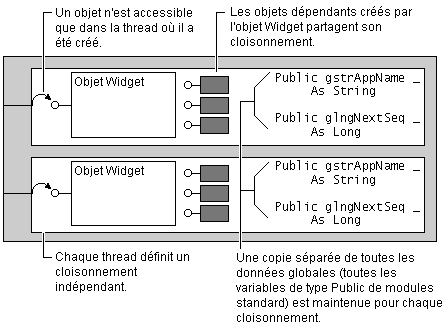 Un objet n'est accessible
que dans la thread où il a
été créé.
Les objets dépendants créés par
l'objet Widget partagent son
cloisonnement.
Objet Widget
Public gstrAppName _
As String
Public glngNextSeq _
As Long
Objet Widget
Public gstrAppName _
As String
Public glngNextSeq _
As Long
Chaque thread définit un
cloisonnement
indépendant.
Une copie séparée de toutes les
données globales (toutes les
variables de type Public de modules
standard) est maintenue pour chaque
cloisonnement.